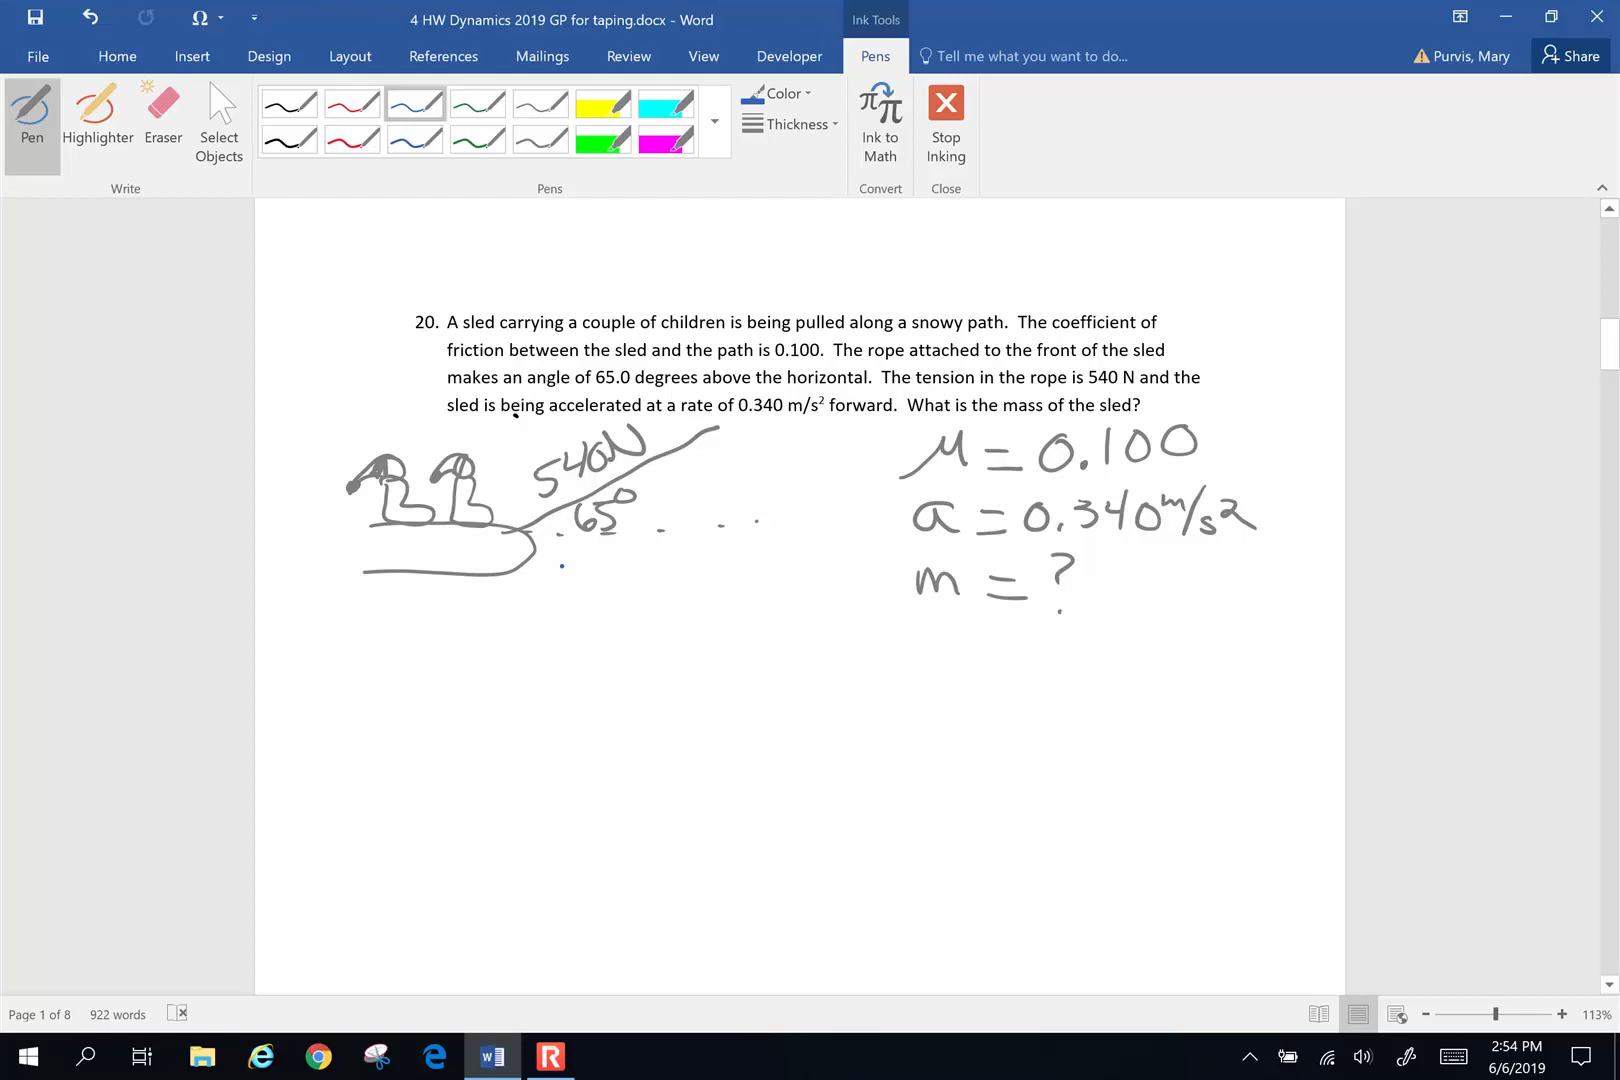 4 HW Dynamics 2019 GP for taping.docx - Word
Ink Tools
File Home Insert Design Layout References Mailings Review View Developer Pens Tell me what you want to do... Purvis, Mary Share
Pen Highlighter Eraser Select Objects
Color
Thickness
Ink to Math
Stop Inking
Write Pens Convert Close
20. A sled carrying a couple of children is being pulled along a snowy path. The coefficient of
friction between the sled and the path is 0.100. The rope attached to the front of the sled
makes an angle of 65.0 degrees above the horizontal. The tension in the rope is 540 N and the
sled is being accelerated at a rate of 0.340 m/s² forward. What is the mass of the sled?
540N
65°
μ = 0.100
a = 0.340 m/s2
m = ?
Page 1 of 8 922 words 113%
2:54 PM
6/6/2019